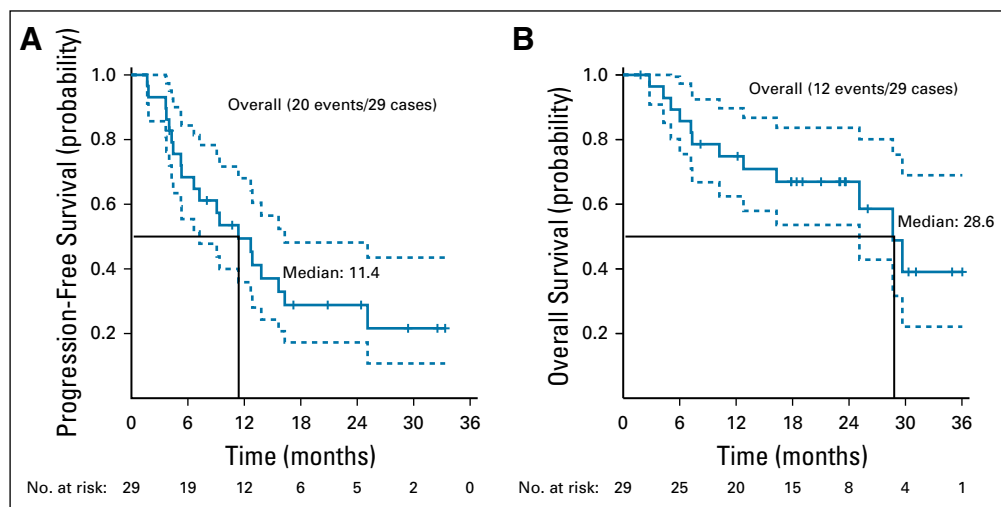 A
Progression-Free Survival (probability)
1.0
0.8
0.6
0.4
0.2
Overall (20 events/29 cases)
Median: 11.4
0 6 12 18 24 30 36
Time (months)
No. at risk: 29 19 12 6 5 2 0
B
Overall Survival (probability)
1.0
0.8
0.6
0.4
0.2
Overall (12 events/29 cases)
Median: 28.6
0 6 12 18 24 30 36
Time (months)
No. at risk: 29 25 20 15 8 4 1